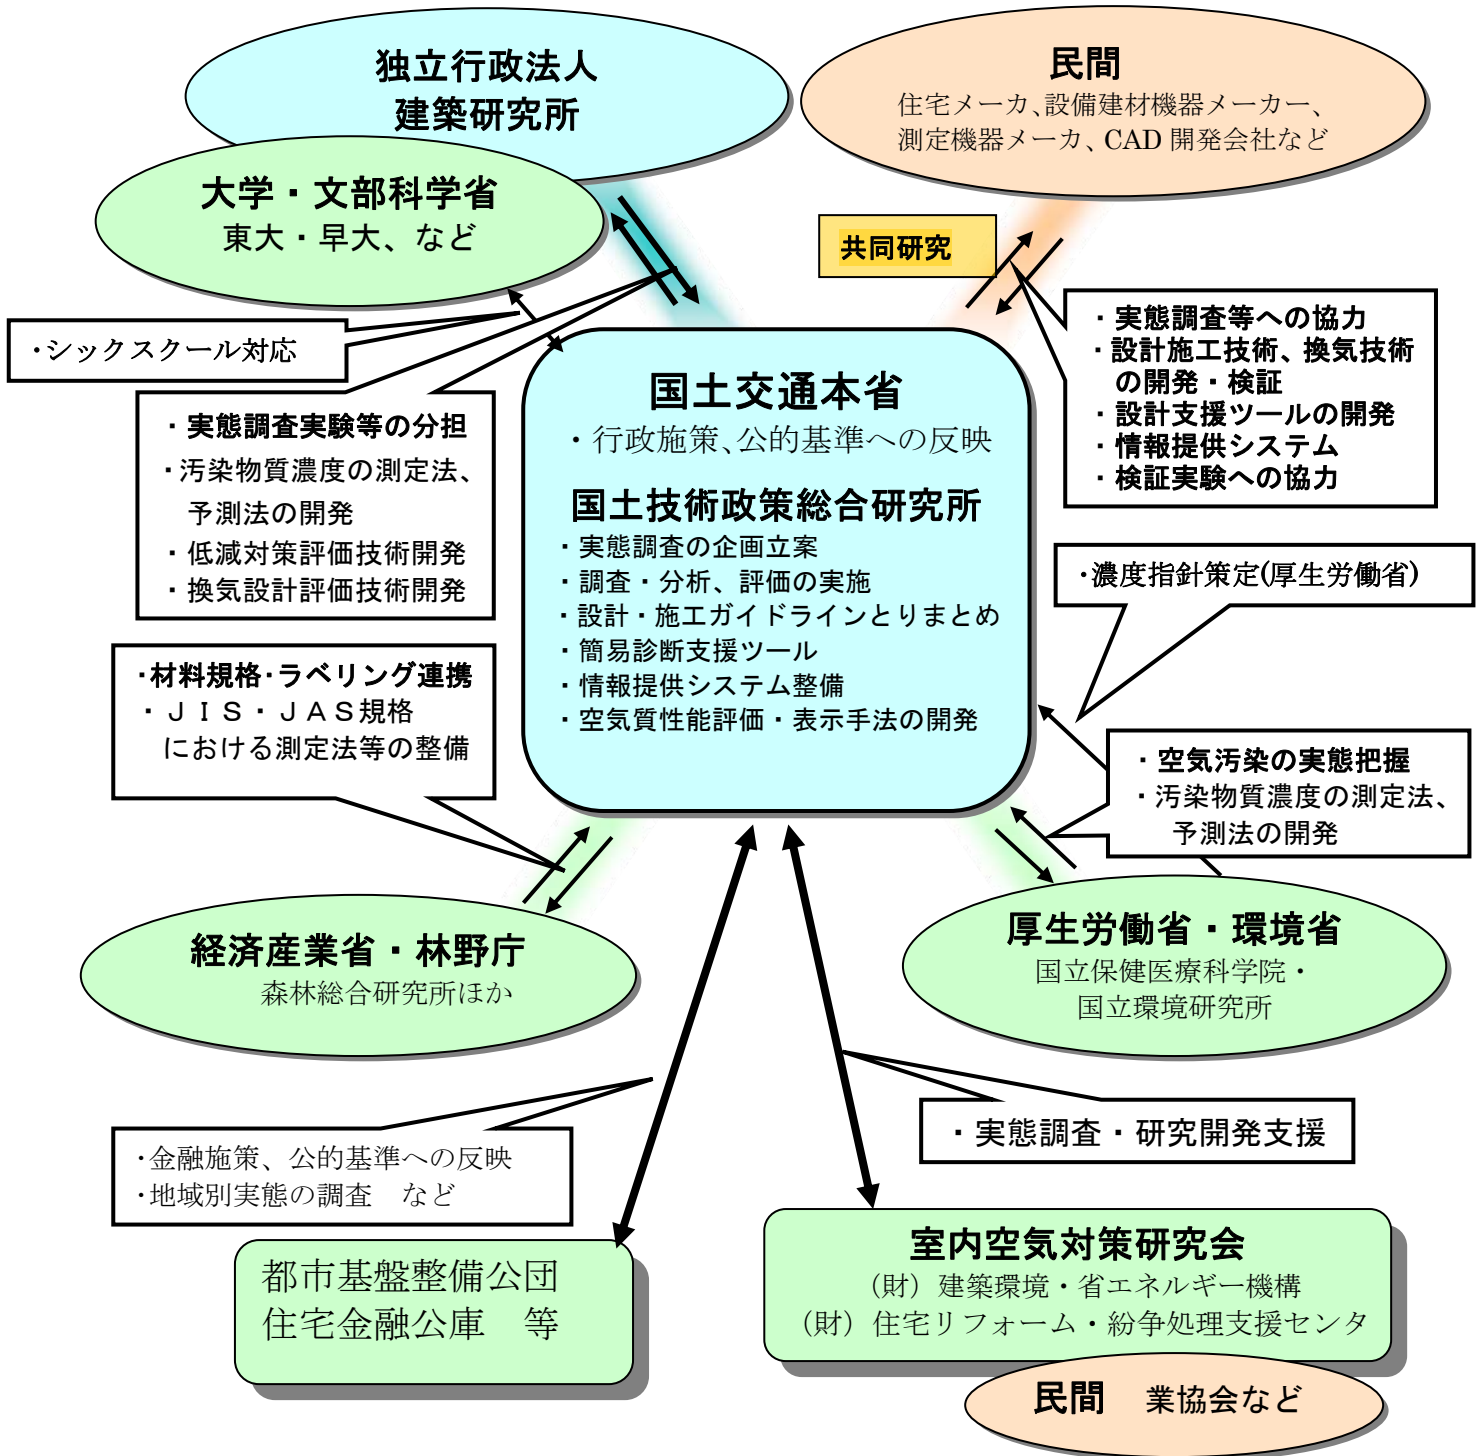 独立行政法人
建築研究所
民間
住宅メーカ、設備建材機器メーカー、
測定機器メーカ、CAD 開発会社など
大学・文部科学省
東大・早大、など
共同研究
・シックスクール対応
・実態調査等への協力
・設計施工技術、換気技術
の開発・検証
・設計支援ツールの開発
・情報提供システム
・検証実験への協力
・実態調査実験等の分担
・汚染物質濃度の測定法、
予測法の開発
・低減対策評価技術開発
・換気設計評価技術開発
国土交通本省
・行政施策、公的基準への反映
国土技術政策総合研究所
・実態調査の企画立案
・調査・分析、評価の実施
・設計・施工ガイドラインとりまとめ
・簡易診断支援ツール
・情報提供システム整備
・空気質性能評価・表示手法の開発
・濃度指針策定(厚生労働省)
・材料規格・ラベリング連携
・ＪＩＳ・ＪＡＳ規格
における測定法等の整備
・空気汚染の実態把握
・汚染物質濃度の測定法、
予測法の開発
経済産業省・林野庁
森林総合研究所ほか
厚生労働省・環境省
国立保健医療科学院・
国立環境研究所
・金融施策、公的基準への反映
・地域別実態の調査　など
・実態調査・研究開発支援
都市基盤整備公団
住宅金融公庫　等
室内空気対策研究会
（財）建築環境・省エネルギー機構
（財）住宅リフォーム・紛争処理支援センタ
民間　業協会など